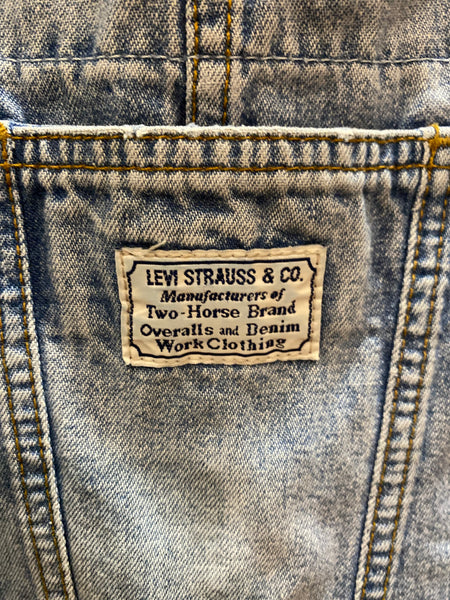 LEVI STRAUSS & CO.
Manufacturers of
Two-Horse Brand
Overalls and Denim
Work Clothing